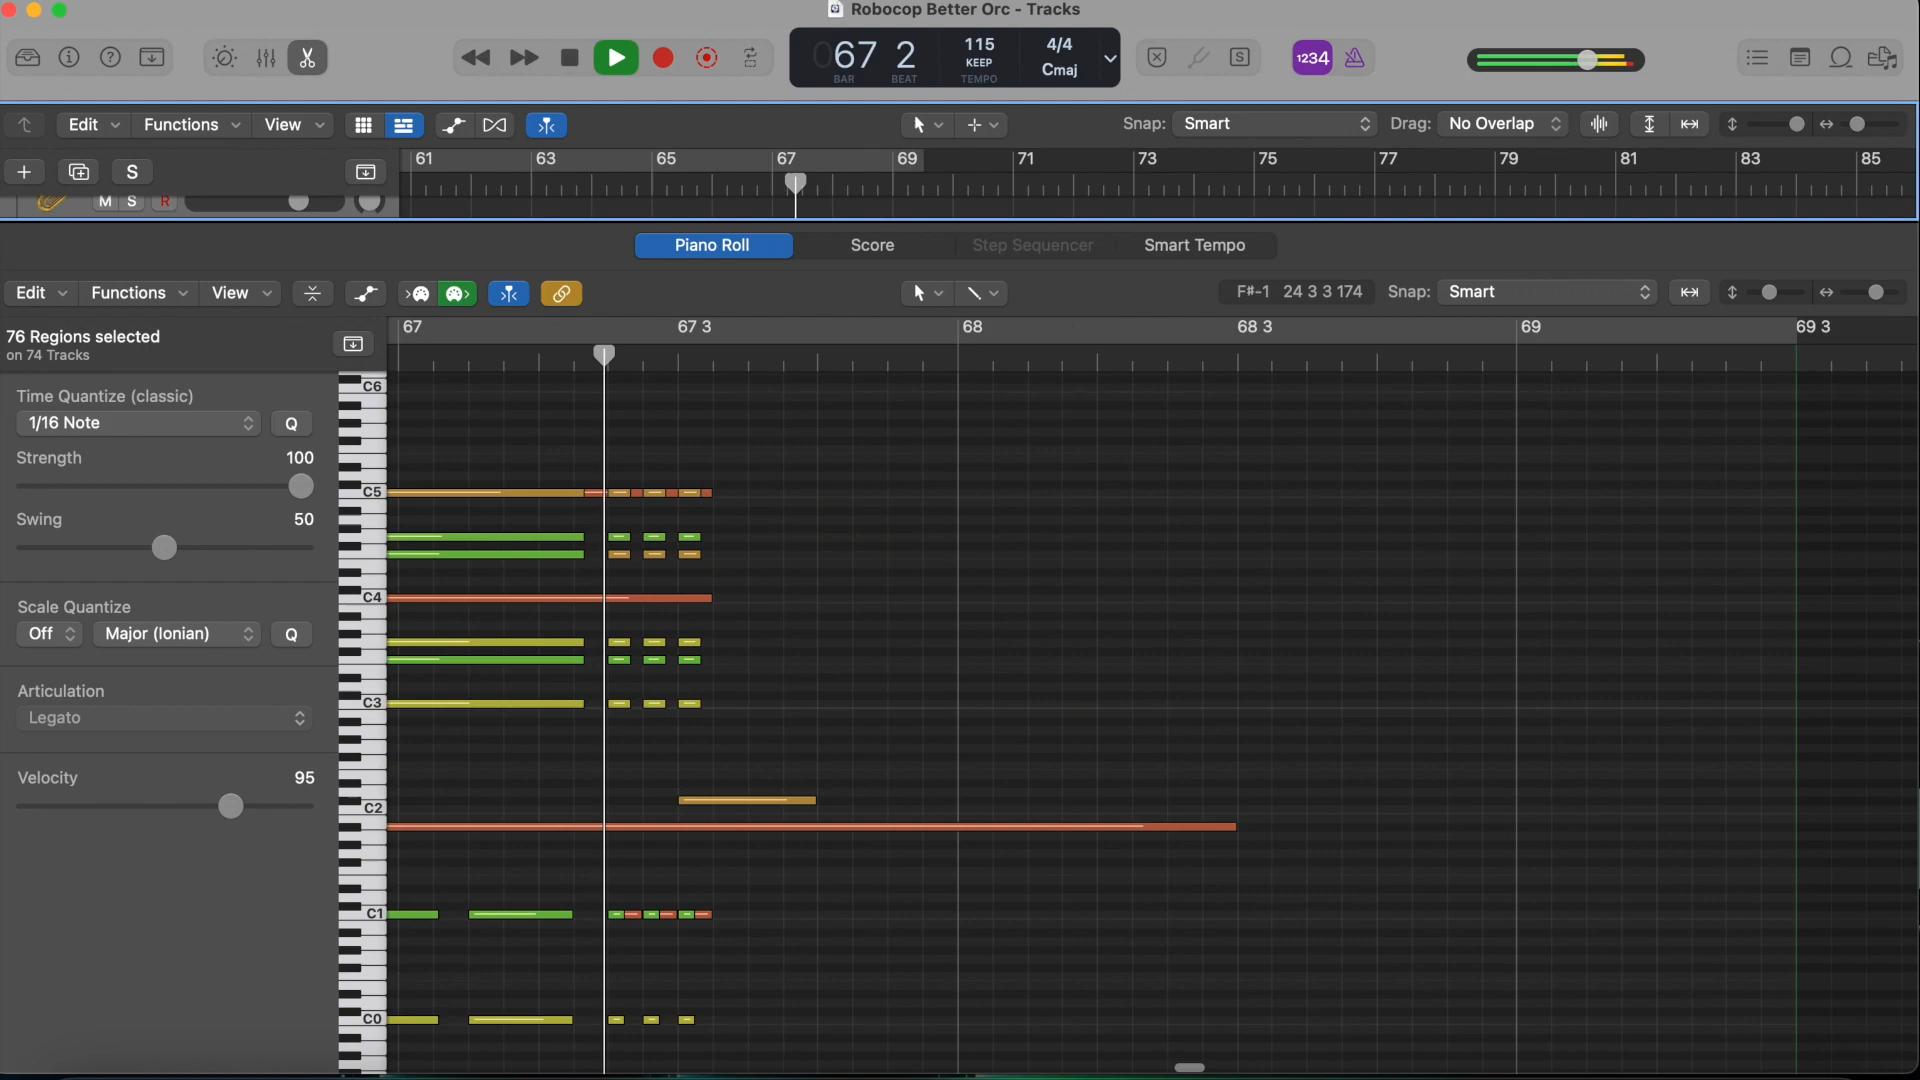 Robocop Better Orc - Tracks
067 2 115 4/4
KEEP Cmaj
BAR BEAT TEMPO
S 1234
Edit Functions View Snap: Smart Drag: No Overlap
S 61 63 65 67 69 71 73 75 77 79 81 83 85
M S R
Piano Roll Score Step Sequencer Smart Tempo
Edit Functions View F#-1 24 3 3 174 Snap: Smart
67 67 3 68 68 3 69 69 3
76 Regions selected
on 74 Tracks
C6
Time Quantize (classic)
1/16 Note Q
Strength 100
C5
Swing 50
C4
Scale Quantize
Off Major (Ionian) Q
Articulation
C3
Legato
Velocity 95
C2
C1
C0